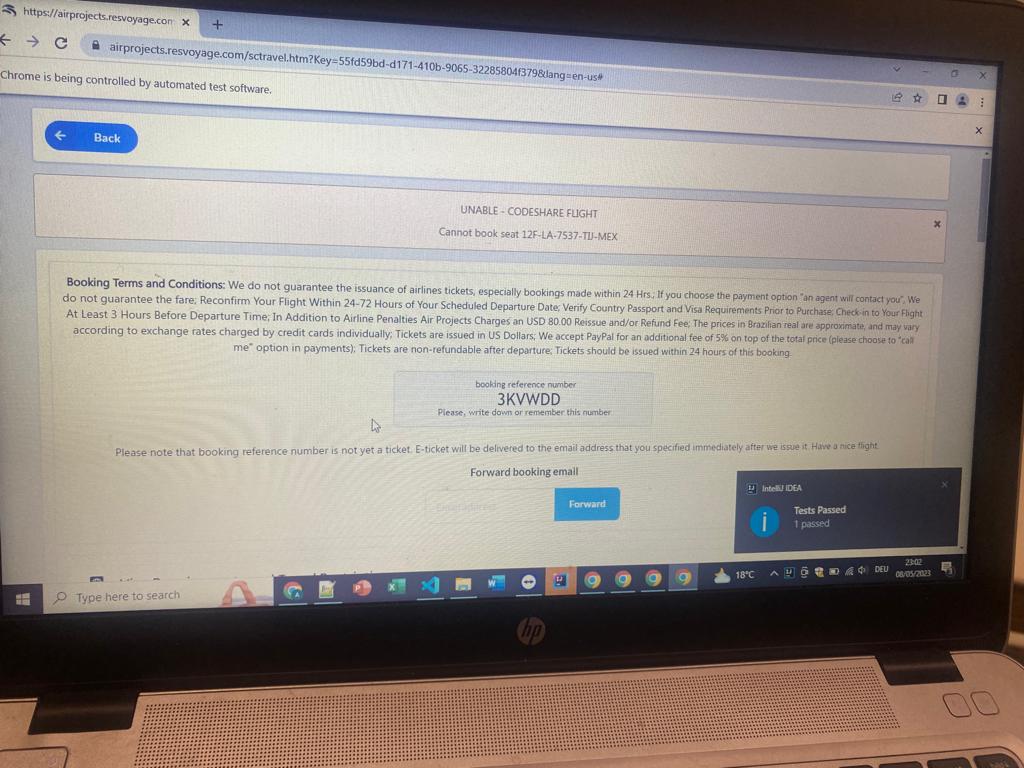 https://airprojects.resvoyage.com
airprojects.resvoyage.com/sctravel.htm?Key=55fd59bd-d171-410b-9065-32285804f379&lang=en-us#
Chrome is being controlled by automated test software.
Back
UNABLE - CODESHARE FLIGHT
Cannot book seat 12F-LA-7537-TIJ-MEX
Booking Terms and Conditions: We do not guarantee the issuance of airlines tickets, especially bookings made within 24 Hrs.; If you choose the payment option "an agent will contact you", We
do not guarantee the fare; Reconfirm Your Flight Within 24-72 Hours of Your Scheduled Departure Date; Verify Country Passport and Visa Requirements Prior to Purchase; Check-in to Your Flight
At Least 3 Hours Before Departure Time; In Addition to Airline Penalties Air Projects Charges an USD 80.00 Reissue and/or Refund Fee; The prices in Brazilian real are approximate, and may vary
according to exchange rates charged by credit cards individually; Tickets are issued in US Dollars; We accept PayPal for an additional fee of 5% on top of the total price (please choose to "call
me" option in payments); Tickets are non-refundable after departure; Tickets should be issued within 24 hours of this booking.
booking reference number
3KVWDD
Please, write down or remember this number
Please note that booking reference number is not yet a ticket. E-ticket will be delivered to the email address that you specified immediately after we issue it. Have a nice flight.
Forward booking email
Email address
Forward
IntelliJ IDEA
Tests Passed
1 passed
Type here to search
18°C
DEU
23:02
08/05/2023
hp